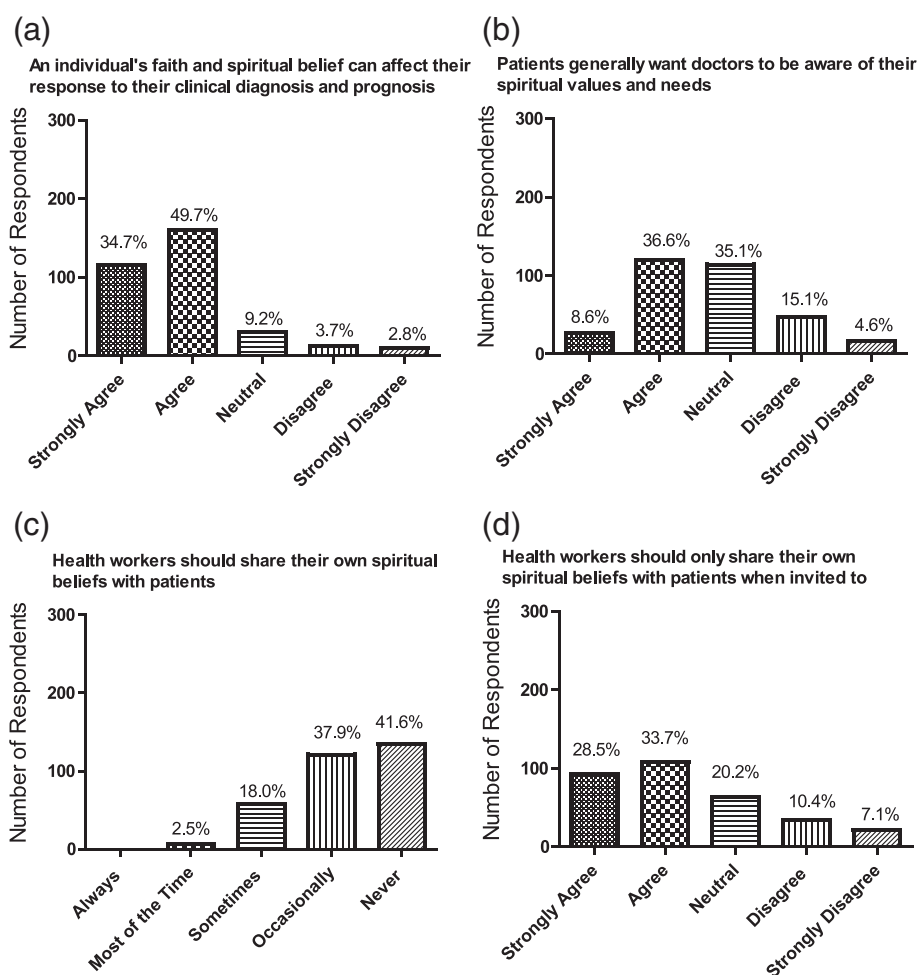 (a)
An individual's faith and spiritual belief can affect their
response to their clinical diagnosis and prognosis
Number of Respondents
300
200
100
0
34.7%
49.7%
9.2%
3.7%
2.8%
Strongly Agree
Agree
Neutral
Disagree
Strongly Disagree
(b)
Patients generally want doctors to be aware of their
spiritual values and needs
Number of Respondents
300
200
100
0
8.6%
36.6%
35.1%
15.1%
4.6%
Strongly Agree
Agree
Neutral
Disagree
Strongly Disagree
(c)
Health workers should share their own spiritual
beliefs with patients
Number of Respondents
300
200
100
0
2.5%
18.0%
37.9%
41.6%
Always
Most of the Time
Sometimes
Occasionally
Never
(d)
Health workers should only share their own
spiritual beliefs with patients when invited to
Number of Respondents
300
200
100
0
28.5%
33.7%
20.2%
10.4%
7.1%
Strongly Agree
Agree
Neutral
Disagree
Strongly Disagree